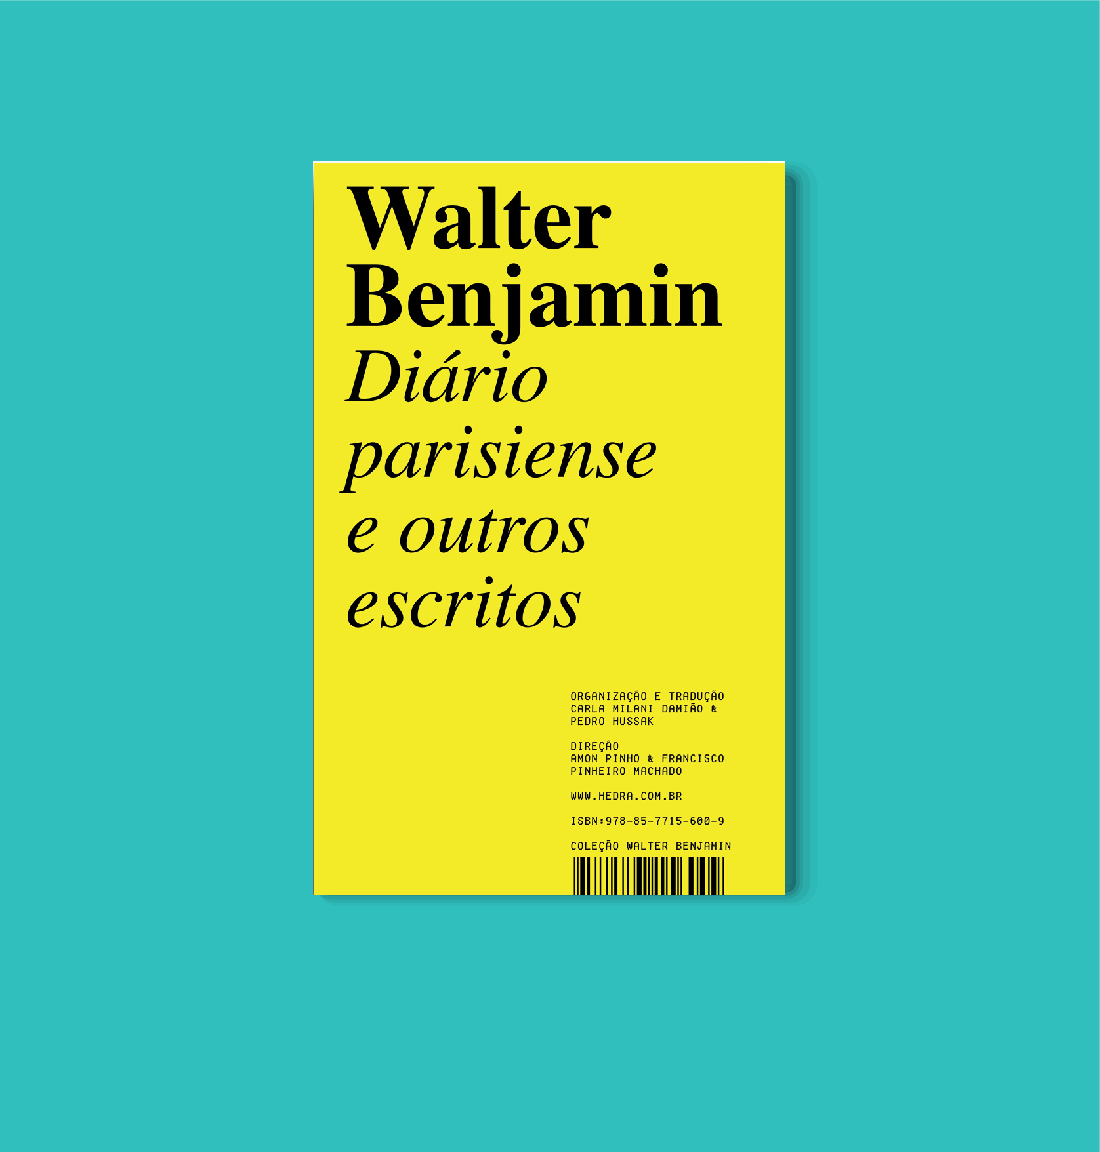 Walter
Benjamin
Diário
parisiense
e outros
escritos
ORGANIZAÇÃO E TRADUÇÃO
CARLA MILANI DAMIÃO &
PEDRO HUSSAK
DIREÇÃO
AMON PINHO & FRANCISCO
PINHEIRO MACHADO
WWW.HEDRA.COM.BR
ISBN:978-85-7715-600-9
COLEÇÃO WALTER BENJAMIN